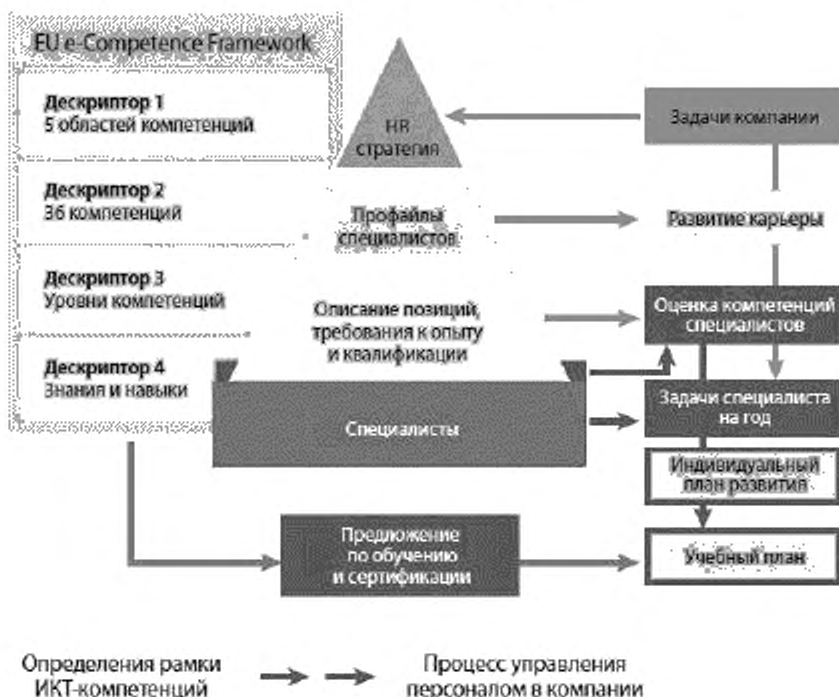 EU e-Competence Framework
Дескриптор 1
5 областей компетенций
Дескриптор 2
36 компетенций
Дескриптор 3
Уровни компетенций
Дескриптор 4
Знания и навыки
HR
стратегия
Профайлы
специалистов
Описание позиций,
требования к опыту
и квалификации
Специалисты
Предложение
по обучению
и сертификации
Задачи компании
Развитие карьеры
Оценка компетенций
специалистов
Задачи специалиста
на год
Индивидуальный
план развития
Учебный план
Определения рамки
ИКТ-компетенций
Процесс управления
персоналом в компании